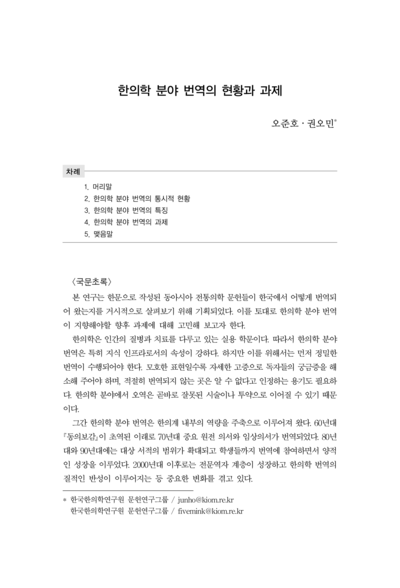 한의학 분야 번역의 현황과 과제
오준호 · 권오민*
차례
1. 머리말
2. 한의학 분야 번역의 통시적 현황
3. 한의학 분야 번역의 특징
4. 한의학 분야 번역의 과제
5. 맺음말
〈국문초록〉
본 연구는 한문으로 작성된 동아시아 전통의학 문헌들이 한국에서 어떻게 번역되
어 왔는지를 거시적으로 살펴보기 위해 기획되었다. 이를 토대로 한의학 분야 번역
이 지향해야할 향후 과제에 대해 고민해 보고자 한다.
한의학은 인간의 질병과 치료를 다루고 있는 실용 학문이다. 따라서 한의학 분야
번역은 특히 지식 인프라로서의 속성이 강하다. 하지만 이를 위해서는 먼저 정밀한
번역이 수행되어야 한다. 모호한 표현일수록 자세한 고증으로 독자들의 궁금증을 해
소해 주어야 하며, 적절히 번역되지 않는 곳은 알 수 없다고 인정하는 용기도 필요하
다. 한의학 분야에서 오역은 곧바로 잘못돼 시술이나 투약으로 이어질 수 있기 때문
이다.
그간 한의학 분야 번역은 한의계 내부의 역량을 주축으로 이루어져 왔다. 60년대
『동의보감』이 초역된 이래로 70년대 중요 원전 의서와 임상의서가 번역되었다. 80년
대와 90년대에는 대상 서적의 범위가 확대되고 학생들까지 번역에 참여하면서 양적
인 성장을 이루었다. 2000년대 이후로는 전문역자 계층이 성장하고 한의학 번역의
질적인 반성이 이루어지는 등 중요한 변화를 겪고 있다.
* 한국한의학연구원 문헌연구그룹 / junho@kiom.re.kr
한국한의학연구원 문헌연구그룹 / fivemink@kiom.re.kr